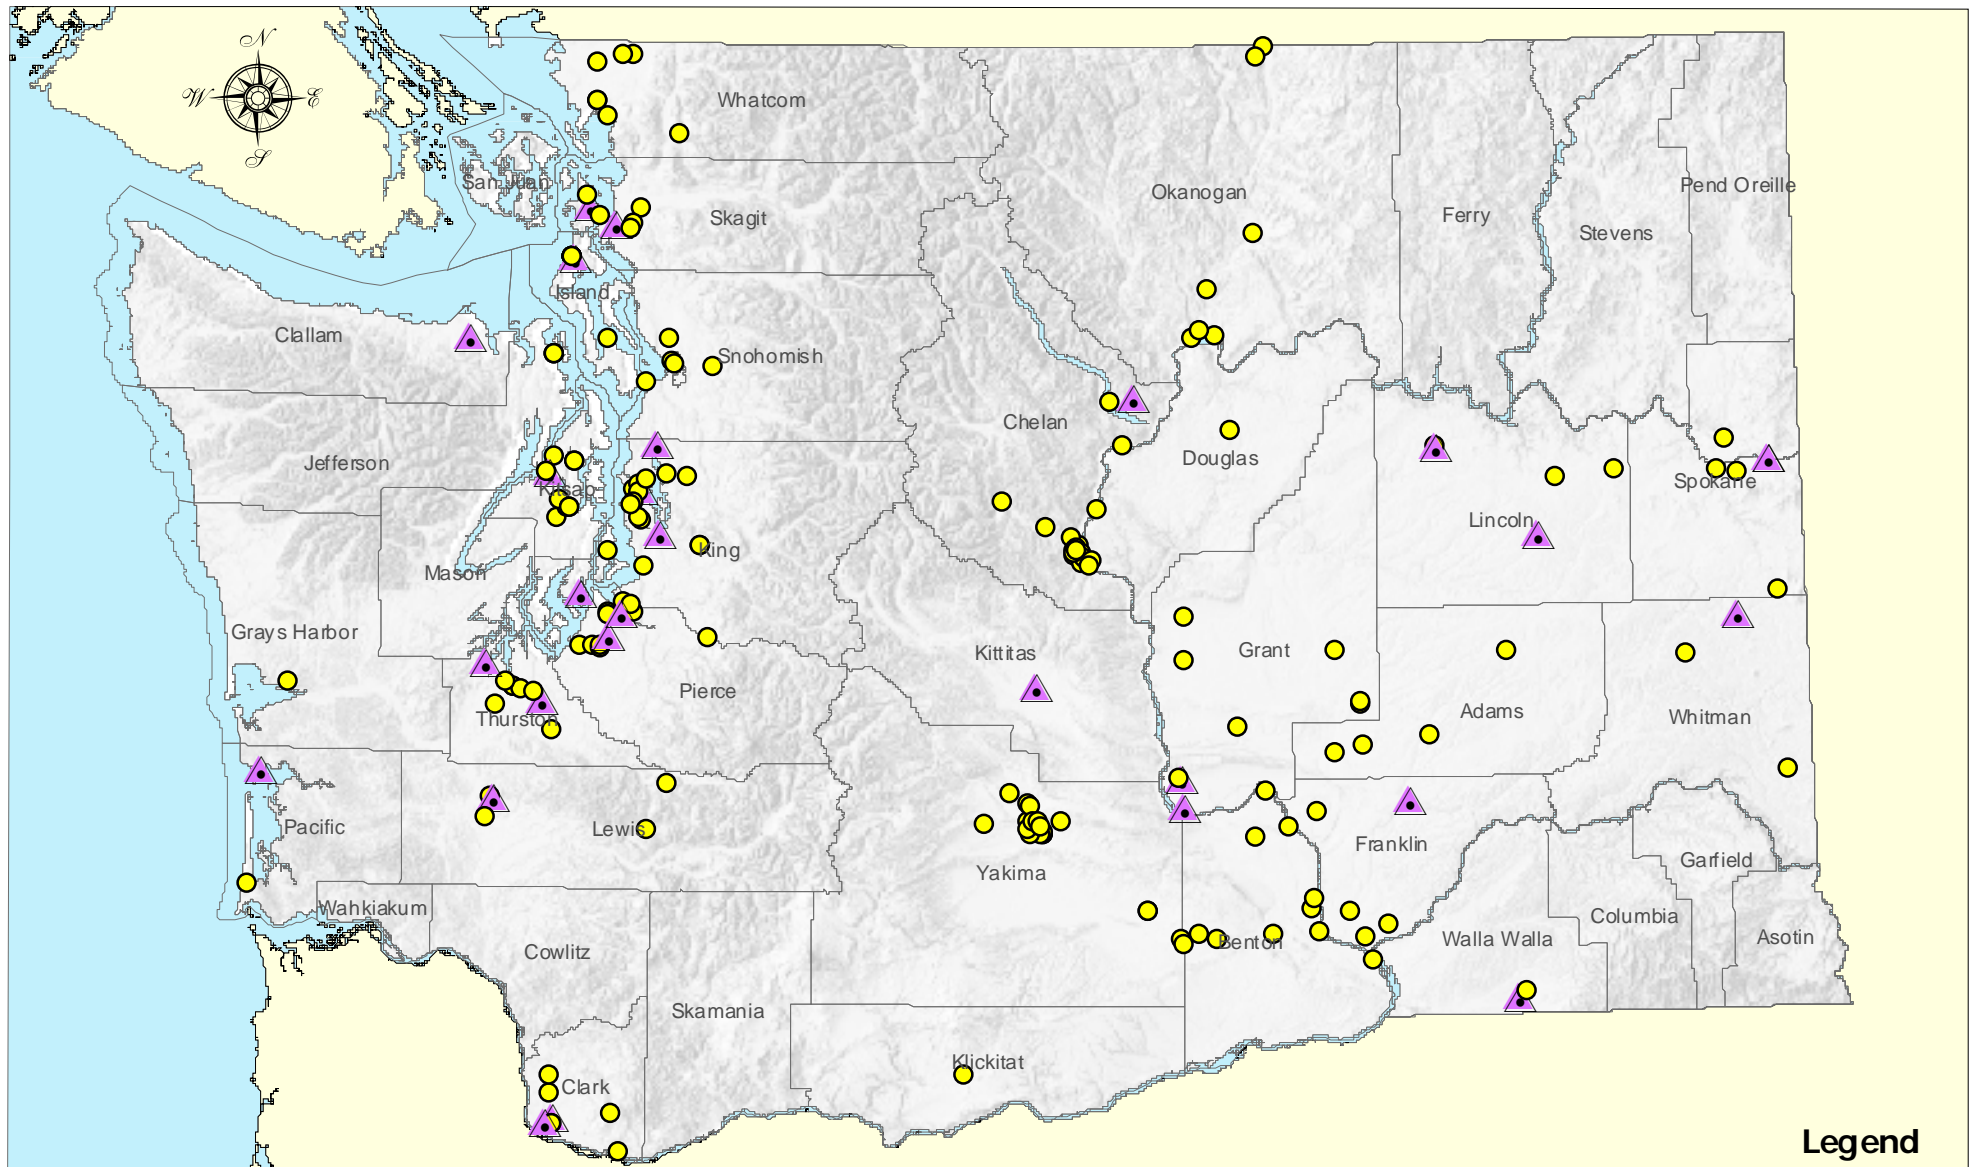 N
W E
S
Whatcom
San Juan
Skagit
Okanogan
Ferry
Stevens
Pend Oreille
Island
Clallam
Snohomish
Chelan
Douglas
Jefferson
Kitsap
Spokane
Lincoln
King
Mason
Grays Harbor
Kittitas
Grant
Pierce
Adams
Whitman
Thurston
Pacific
Lewis
Franklin
Garfield
Yakima
Wahkiakum
Columbia
Cowlitz
Benton
Walla Walla
Asotin
Skamania
Klickitat
Clark
Legend